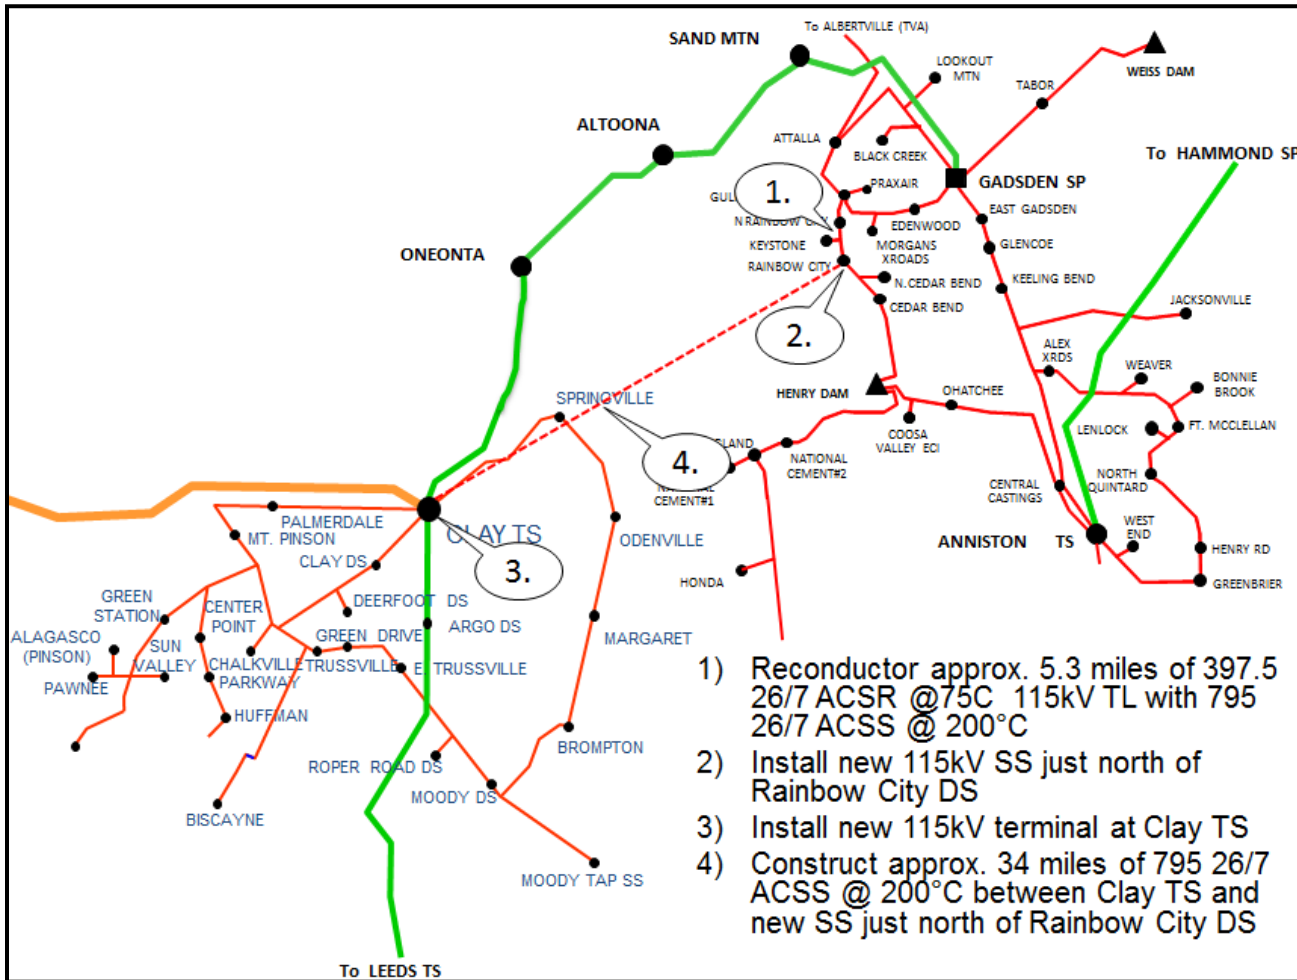 To ALBERTVILLE (TVA)
SAND MTN
LOOKOUT
MTN
WEISS DAM
TABOR
ALTOONA
ATTALLA
BLACK CREEK
To HAMMOND SP
1.
PRAXAIR
GADSDEN SP
EAST GADSDEN
EDENWOOD
KEYSTONE
MORGANS
XROADS
GLENCOE
ONEONTA
RAINBOW CITY
N.CEDAR BEND
KEELING BEND
CEDAR BEND
JACKSONVILLE
2.
ALEX
XRDS
WEAVER
BONNIE
BROOK
SPRINGVILLE
HENRY DAM
OHATCHEE
LENLOCK
FT. MCCLELLAN
COOSA
VALLEY ECI
4.
NATIONAL
CEMENT#2
CEMENT#1
CENTRAL
CASTINGS
NORTH
QUINTARD
PALMERDALE
MT. PINSON
CLAY TS
ODENVILLE
ANNISTON TS
WEST
END
HENRY RD
CLAY DS
3.
HONDA
GREENBRIER
GREEN
STATION
CENTER
POINT
DEERFOOT DS
ARGO DS
ALAGASCO
(PINSON)
SUN
VALLEY
GREEN DRIVE
MARGARET
CHALKVILLE
PARKWAY
TRUSSVILLE
E. TRUSSVILLE
PAWNEE
HUFFMAN
BROMPTON
ROPER ROAD DS
MOODY DS
BISCAYNE
MOODY TAP SS
To LEEDS TS
1) Reconductor approx. 5.3 miles of 397.5
26/7 ACSR @75C 115kV TL with 795
26/7 ACSS @ 200°C
2) Install new 115kV SS just north of
Rainbow City DS
3) Install new 115kV terminal at Clay TS
4) Construct approx. 34 miles of 795 26/7
ACSS @ 200°C between Clay TS and
new SS just north of Rainbow City DS